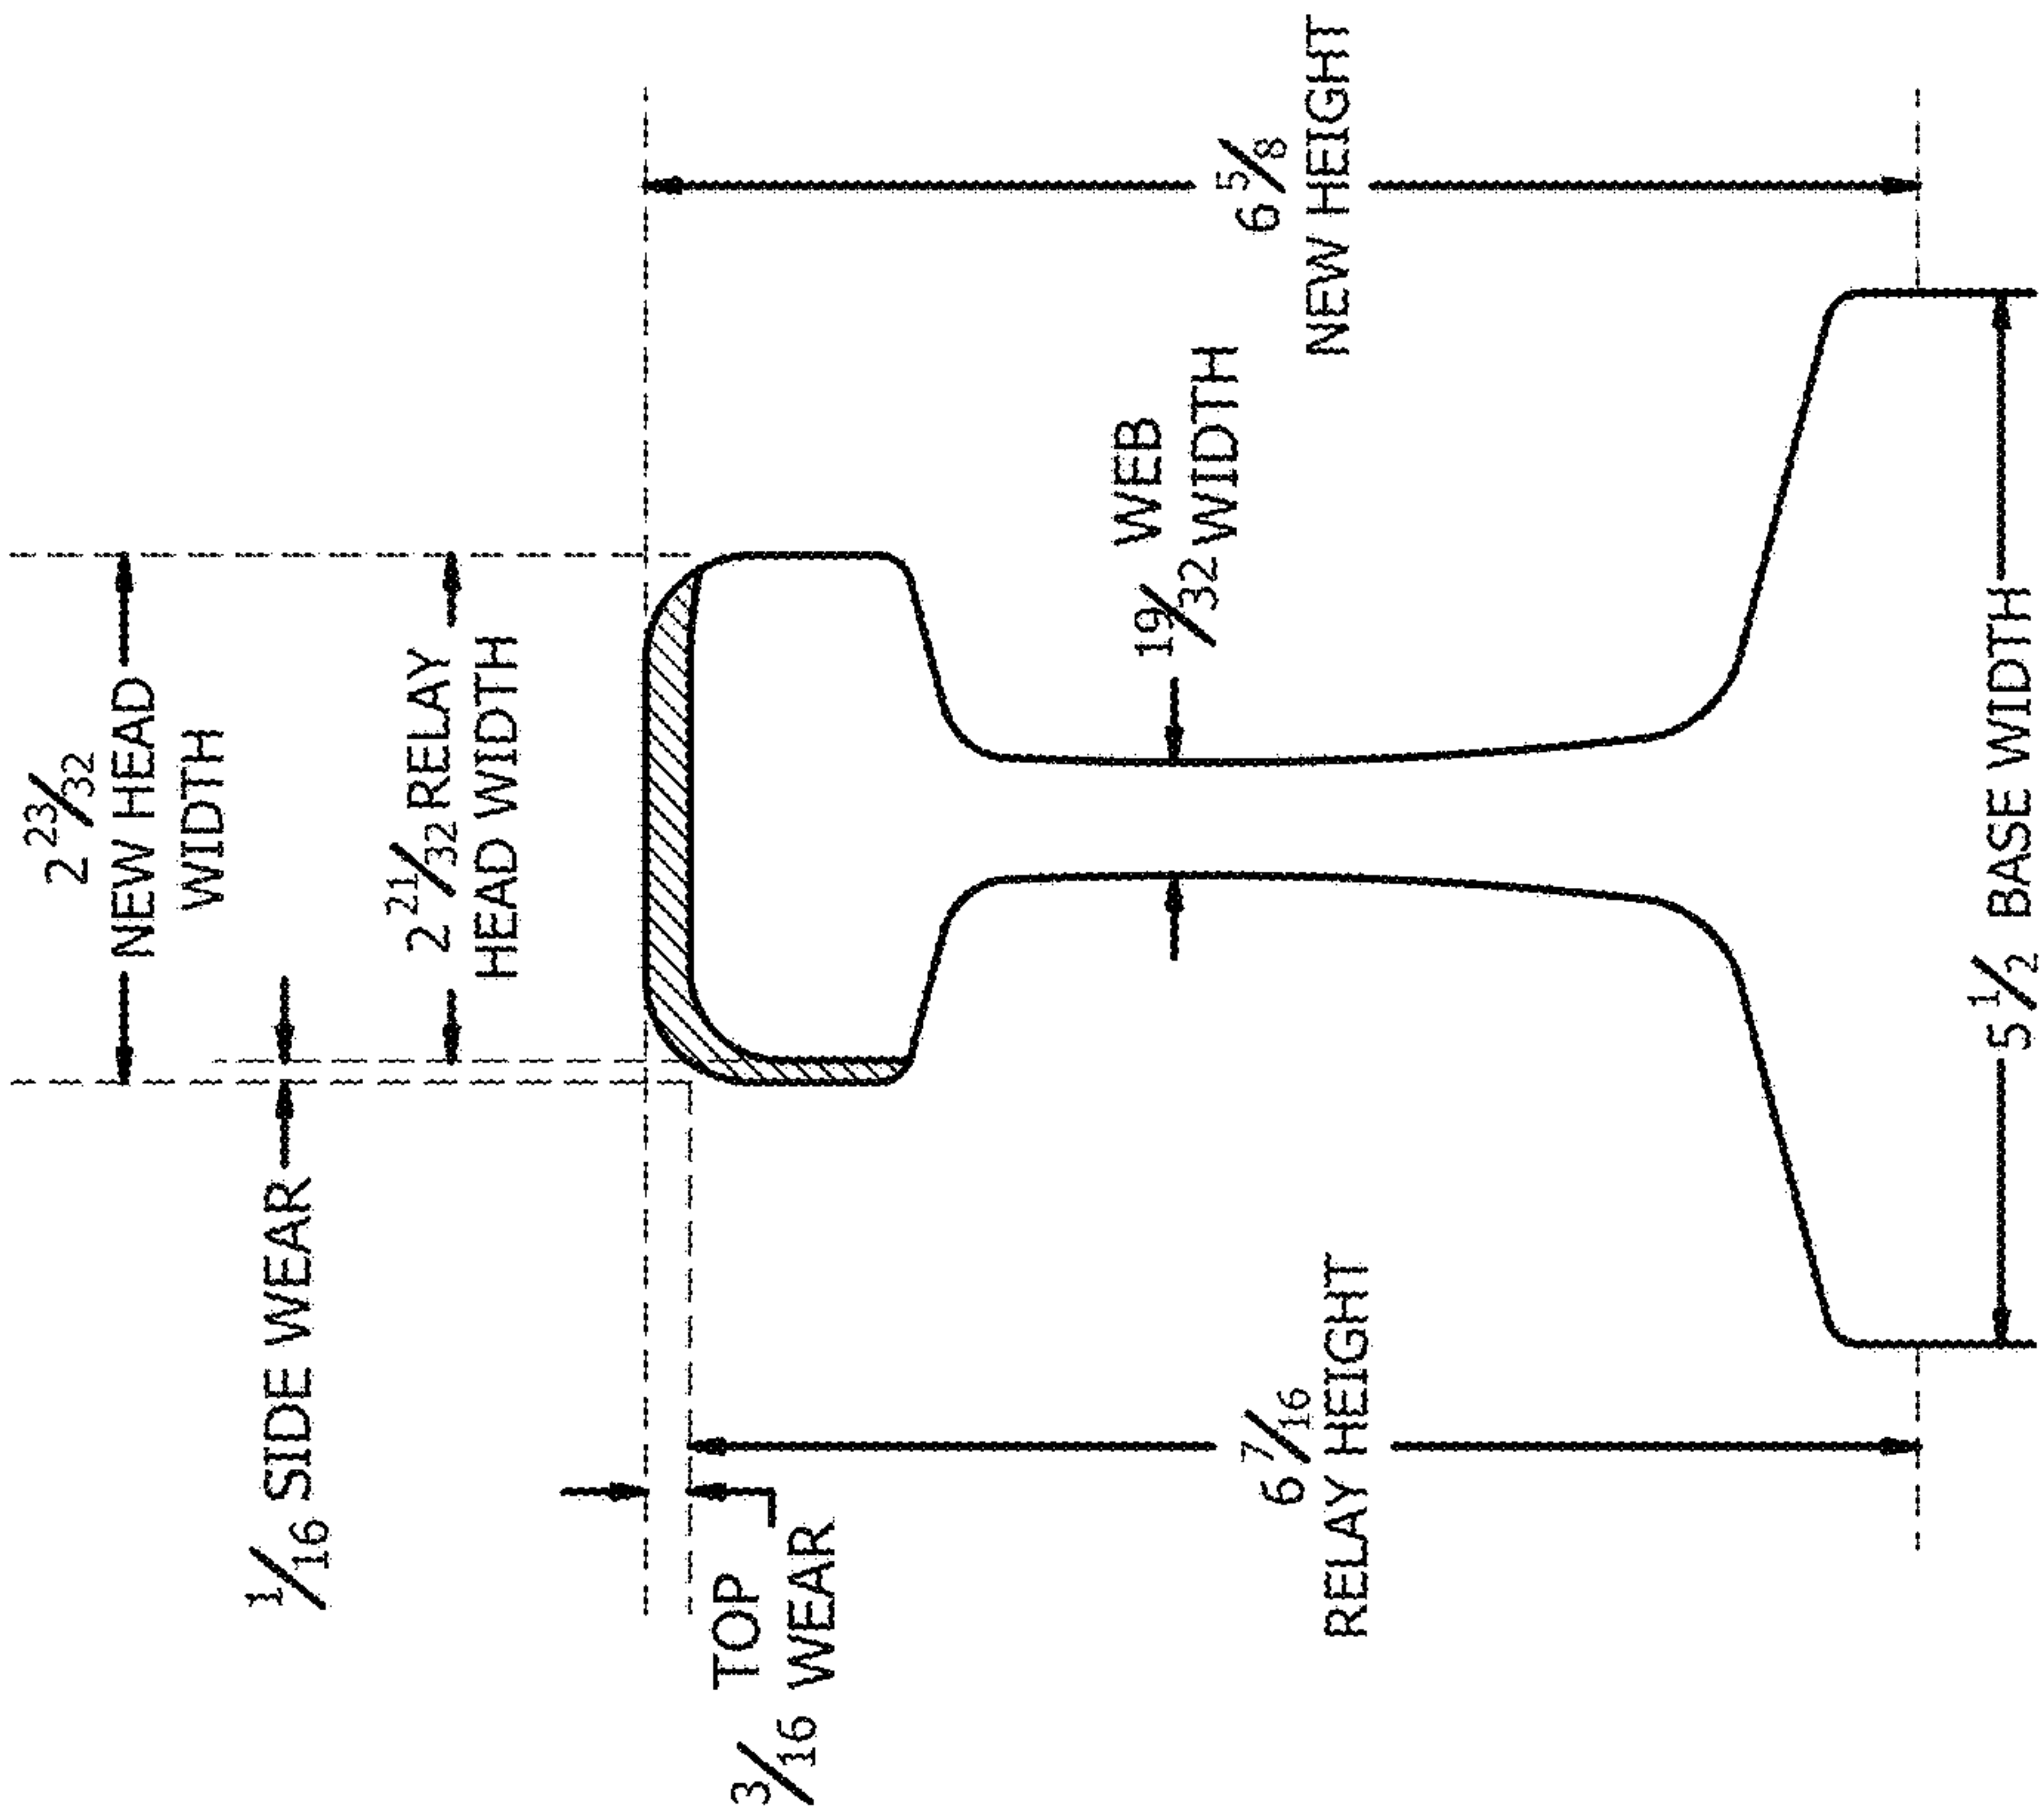 2 23/32
NEW HEAD
WIDTH
1/16 SIDE WEAR
2 21/32 RELAY
HEAD WIDTH
3/16 TOP
WEAR
19/32 WEB
WIDTH
6 5/8
NEW HEIGHT
6 7/16
RELAY HEIGHT
5 1/2 BASE WIDTH